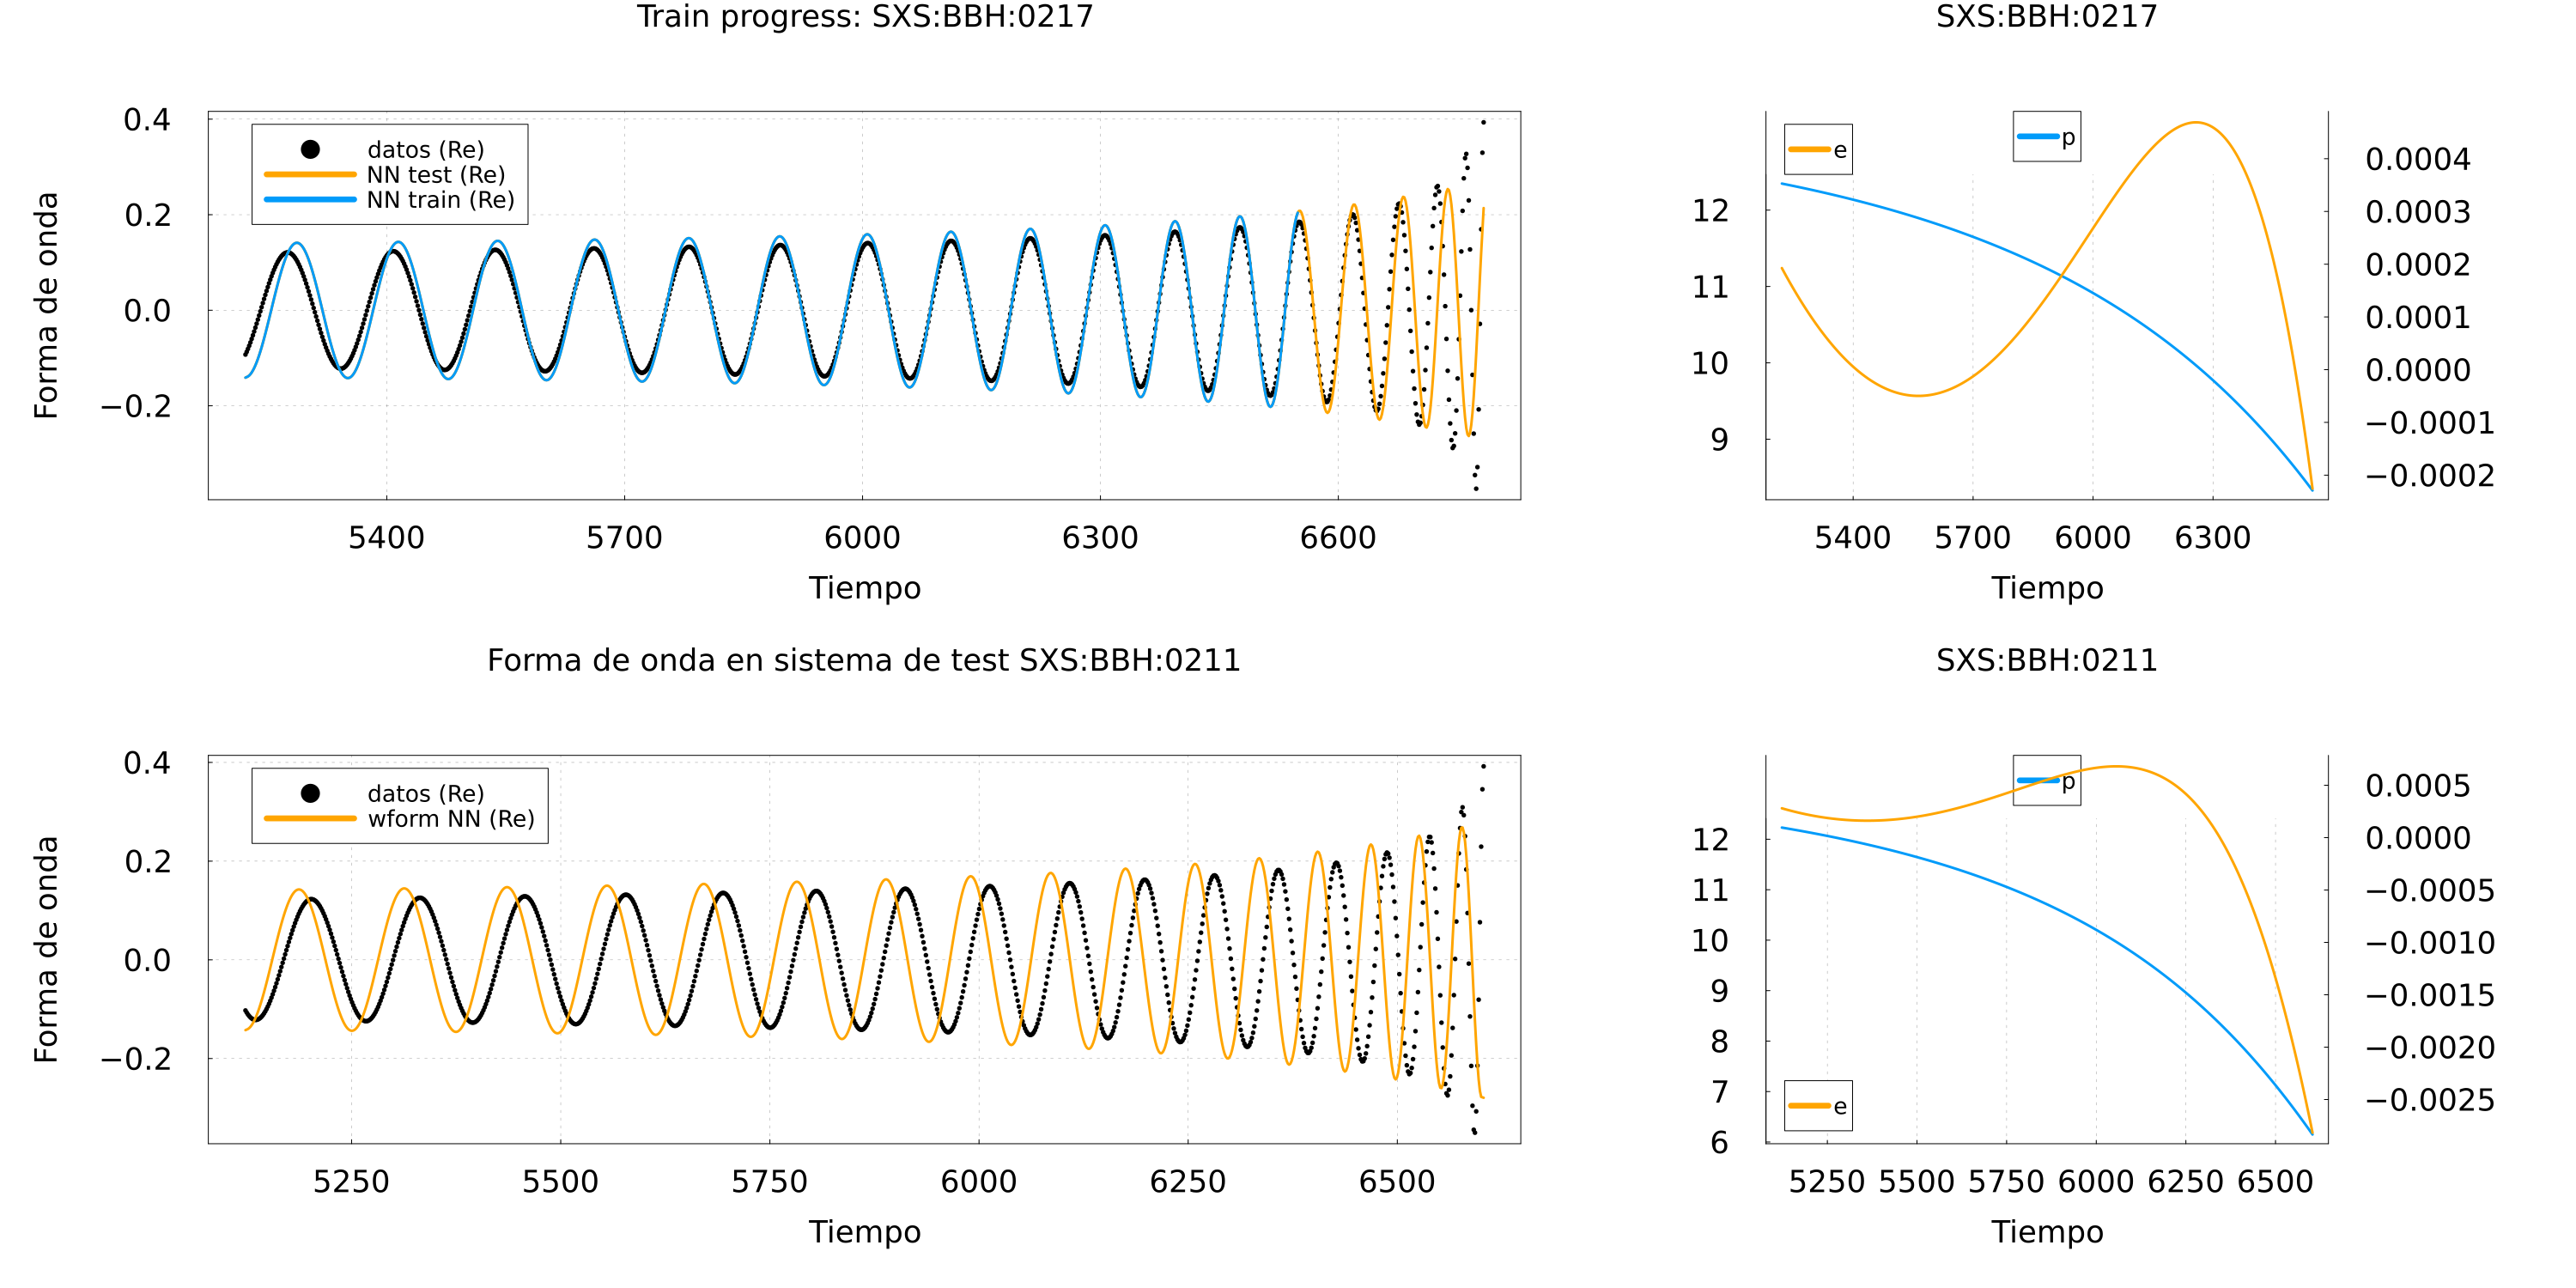 Train progress: SXS:BBH:0217
SXS:BBH:0217
0.4
0.2
0.0
−0.2
Forma de onda
datos (Re)
NN test (Re)
NN train (Re)
5400 5700 6000 6300 6600
Tiempo
e
p
12
11
10
9
0.0004
0.0003
0.0002
0.0001
0.0000
−0.0001
−0.0002
5400 5700 6000 6300
Tiempo
Forma de onda en sistema de test SXS:BBH:0211
SXS:BBH:0211
0.4
0.2
0.0
−0.2
Forma de onda
datos (Re)
wform NN (Re)
5250 5500 5750 6000 6250 6500
Tiempo
p
e
12
11
10
9
8
7
6
0.0005
0.0000
−0.0005
−0.0010
−0.0015
−0.0020
−0.0025
5250 5500 5750 6000 6250 6500
Tiempo